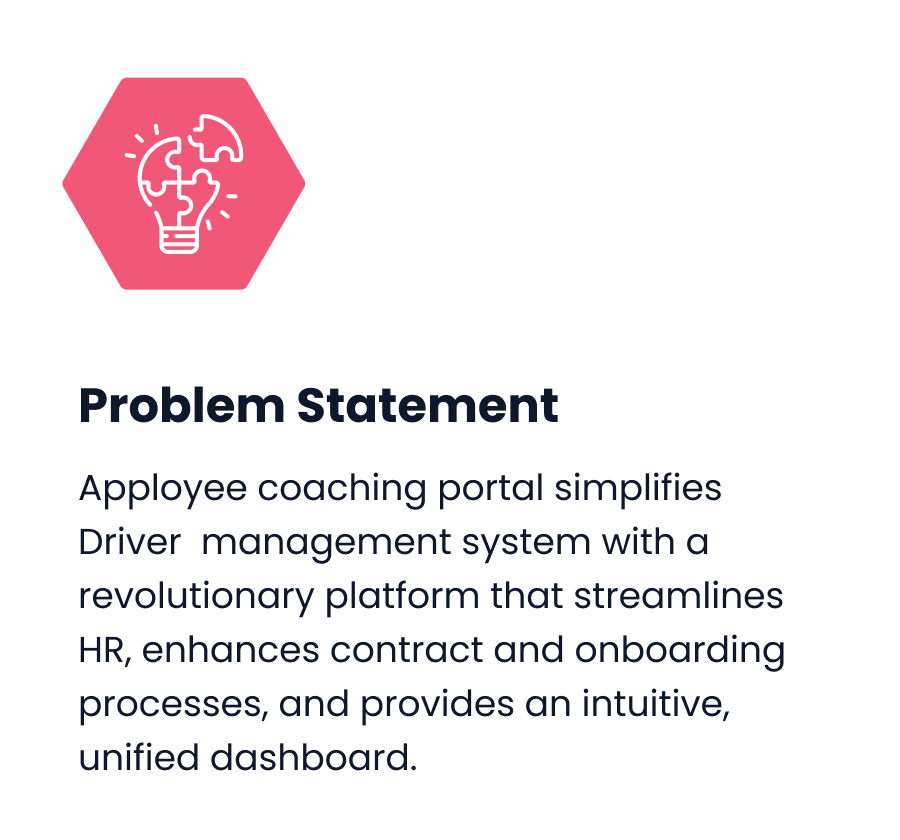 Problem Statement
Apployee coaching portal simplifies
Driver  management system with a
revolutionary platform that streamlines
HR, enhances contract and onboarding
processes, and provides an intuitive,
unified dashboard.